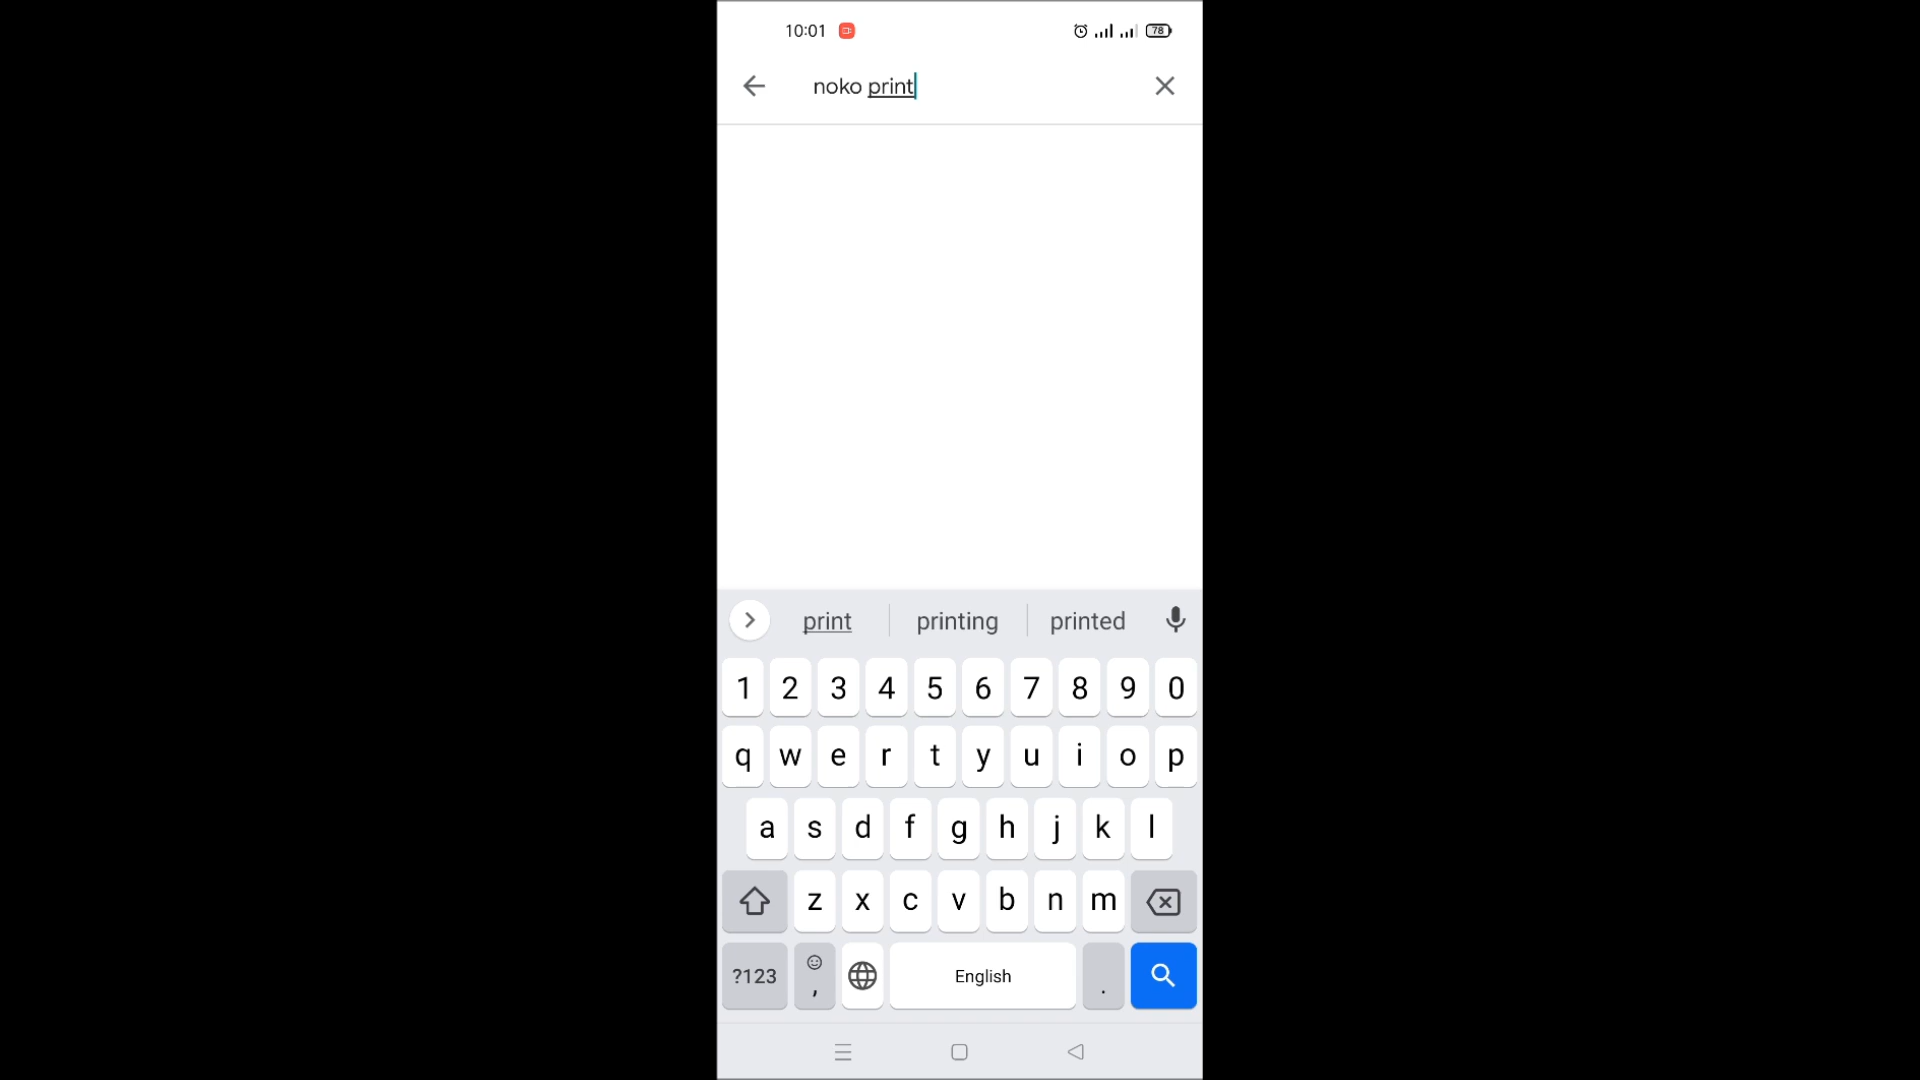 10:01 78
noko print
print printing printed
1 2 3 4 5 6 7 8 9 0
q w e r t y u i o p
a s d f g h j k l
z x c v b n m
?123 , English .